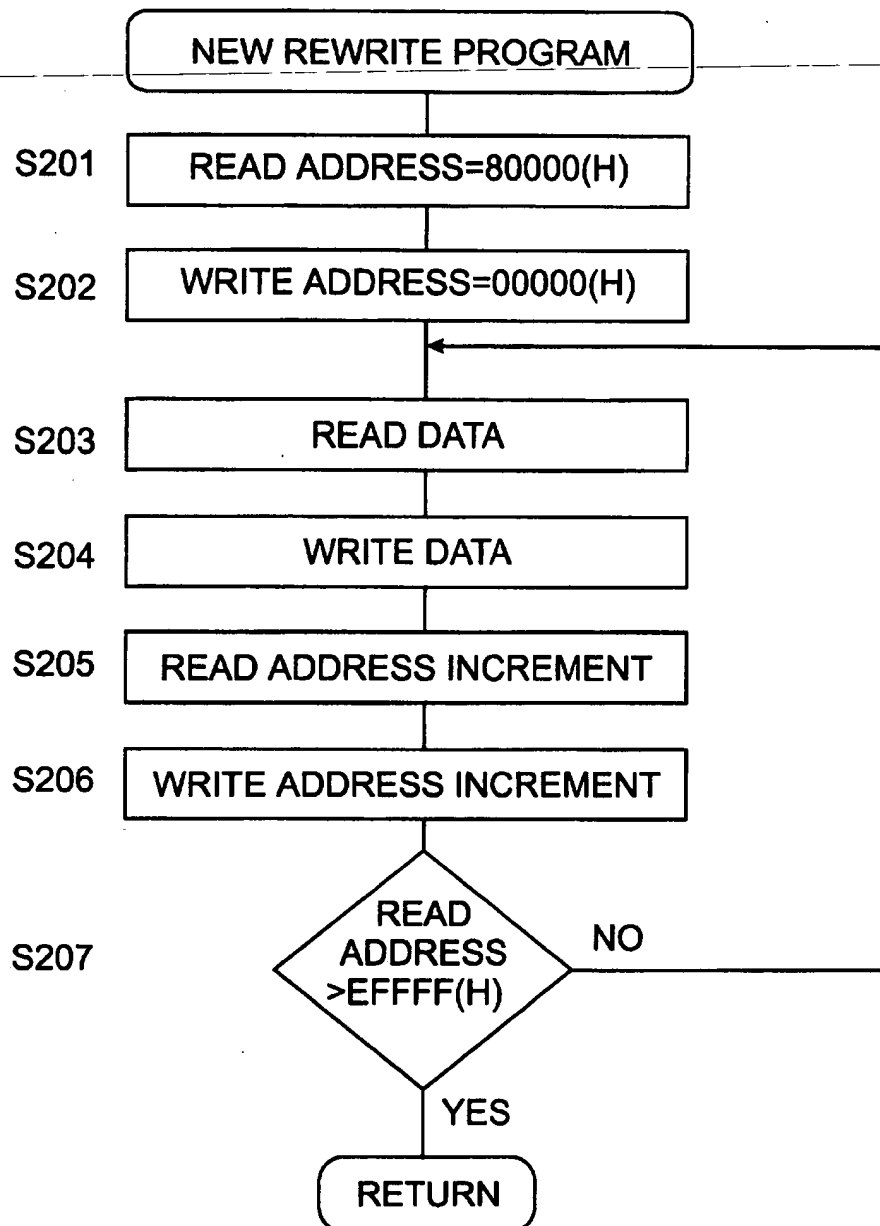 NEW REWRITE PROGRAM
S201
READ ADDRESS=80000(H)
S202
WRITE ADDRESS=00000(H)
S203
READ DATA
S204
WRITE DATA
S205
READ ADDRESS INCREMENT
S206
WRITE ADDRESS INCREMENT
S207
READ
ADDRESS
>EFFFF(H)
NO
YES
RETURN